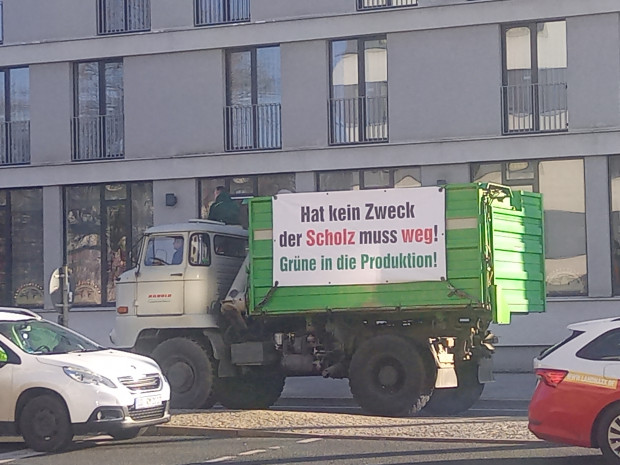 Hat kein Zweck
der Scholz muss weg!
Grüne in die Produktion!